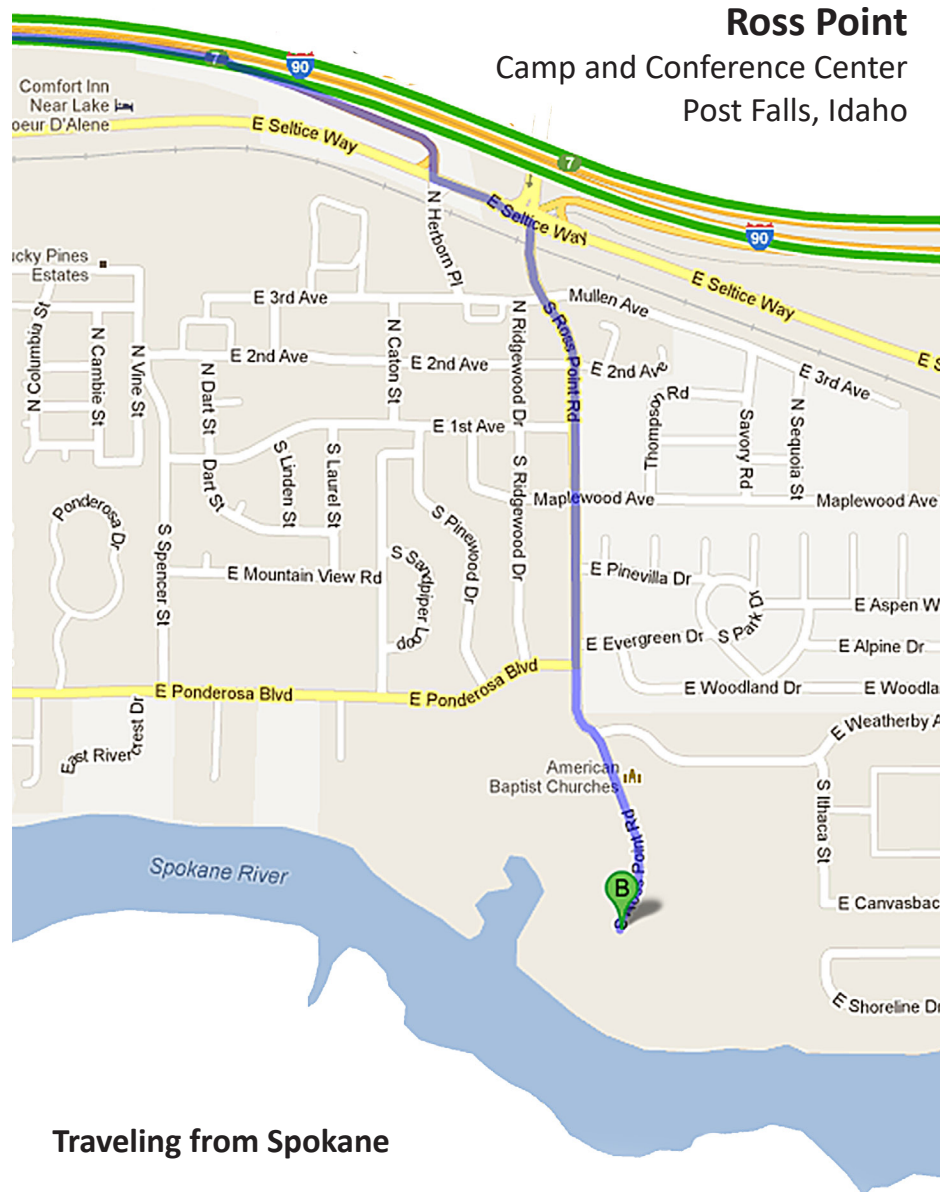 Ross Point
Camp and Conference Center
Post Falls, Idaho
7
90
Comfort Inn
Near Lake
oeur D'Alene
E Seltice Way
7
E Seltice Way
90
N Herborn Pl
ucky Pines
Estates
E Seltice Way
E 3rd Ave
Mullen Ave
N Columbia St
N Cambie St
N Vine St
N Caton St
N Ridgewood Dr
S Ross Point Rd
E S
E 2nd Ave
E 2nd Ave
E 2nd Ave
E 3rd Ave
N Dart St
Thompson Rd
Savory Rd
N Sequoia St
E 1st Ave
Dart St
S Linden St
S Laurel St
S Ridgewood Dr
Maplewood Ave
Maplewood Ave
Ponderosa Dr
S Pinewood Dr
S Spencer St
S Sandpiper Loop
E Mountain View Rd
E Pinevilla Dr
S Park Dr
E Aspen W
E Evergreen Dr
E Alpine Dr
E Ponderosa Blvd
E Ponderosa Blvd
E Woodland Dr
E Woodla
East Rivercrest Dr
E Weatherby A
American
Baptist Churches
S Ithaca St
S Ross Point Rd
Spokane River
B
E Canvasbac
E Shoreline Dr
Traveling from Spokane